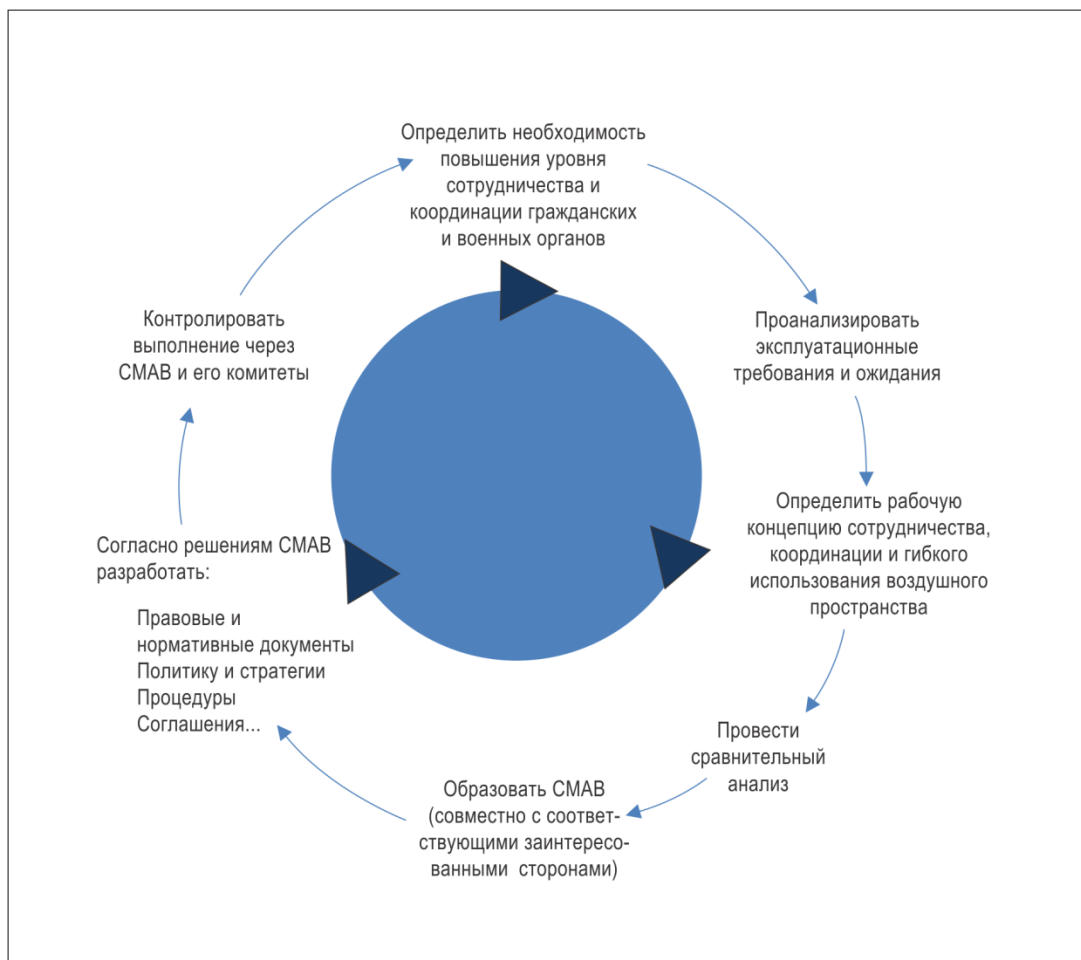 Определить необходимость
повышения уровня
сотрудничества и
координации гражданских
и военных органов
Проанализировать
эксплуатационные
требования и ожидания
Определить рабочую
концепцию сотрудничества,
координации и гибкого
использования воздушного
пространства
Провести
сравнительный
анализ
Образовать СМАВ
(совместно с соответ-
ствующими заинтересо-
ванными сторонами)
Согласно решениям СМАВ
разработать:
Правовые и
нормативные документы
Политику и стратегии
Процедуры
Соглашения...
Контролировать
выполнение через
СМАВ и его комитеты